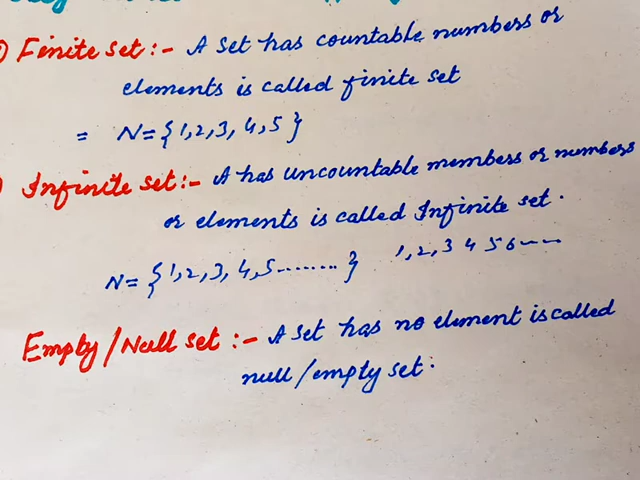 Finite set :- A set has countable numbers or
elements is called finite set
= N = {1,2,3,4,5}
Infinite set:- A has uncountable members or numbers
or elements is called Infinite set.
N = {1,2,3,4,5........} 1,2,3 4 5 6----
Empty/Null set :- A set has no element is called
null/empty set.